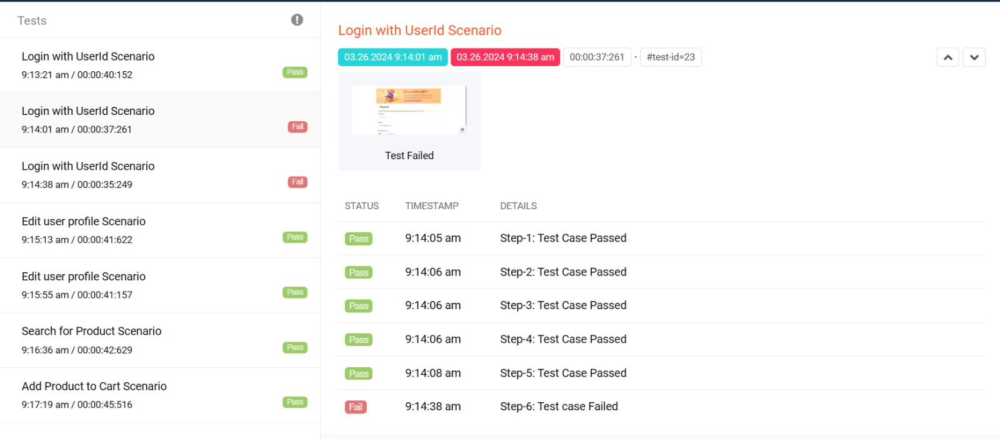 Tests
Login with UserId Scenario
9:13:21 am / 00:00:40:152
Pass
Login with UserId Scenario
9:14:01 am / 00:00:37:261
Fail
Login with UserId Scenario
9:14:38 am / 00:00:35:249
Fail
Edit user profile Scenario
9:15:13 am / 00:00:41:622
Pass
Edit user profile Scenario
9:15:55 am / 00:00:41:157
Pass
Search for Product Scenario
9:16:36 am / 00:00:42:629
Pass
Add Product to Cart Scenario
9:17:19 am / 00:00:45:516
Pass
Login with UserId Scenario
03.26.2024 9:14:01 am 03.26.2024 9:14:38 am 00:00:37:261 · #test-id=23
Extra 6% OFF*
Register
Test Failed
STATUS TIMESTAMP DETAILS
Pass 9:14:05 am Step-1: Test Case Passed
Pass 9:14:06 am Step-2: Test Case Passed
Pass 9:14:06 am Step-3: Test Case Passed
Pass 9:14:06 am Step-4: Test Case Passed
Pass 9:14:08 am Step-5: Test Case Passed
Fail 9:14:38 am Step-6: Test case Failed